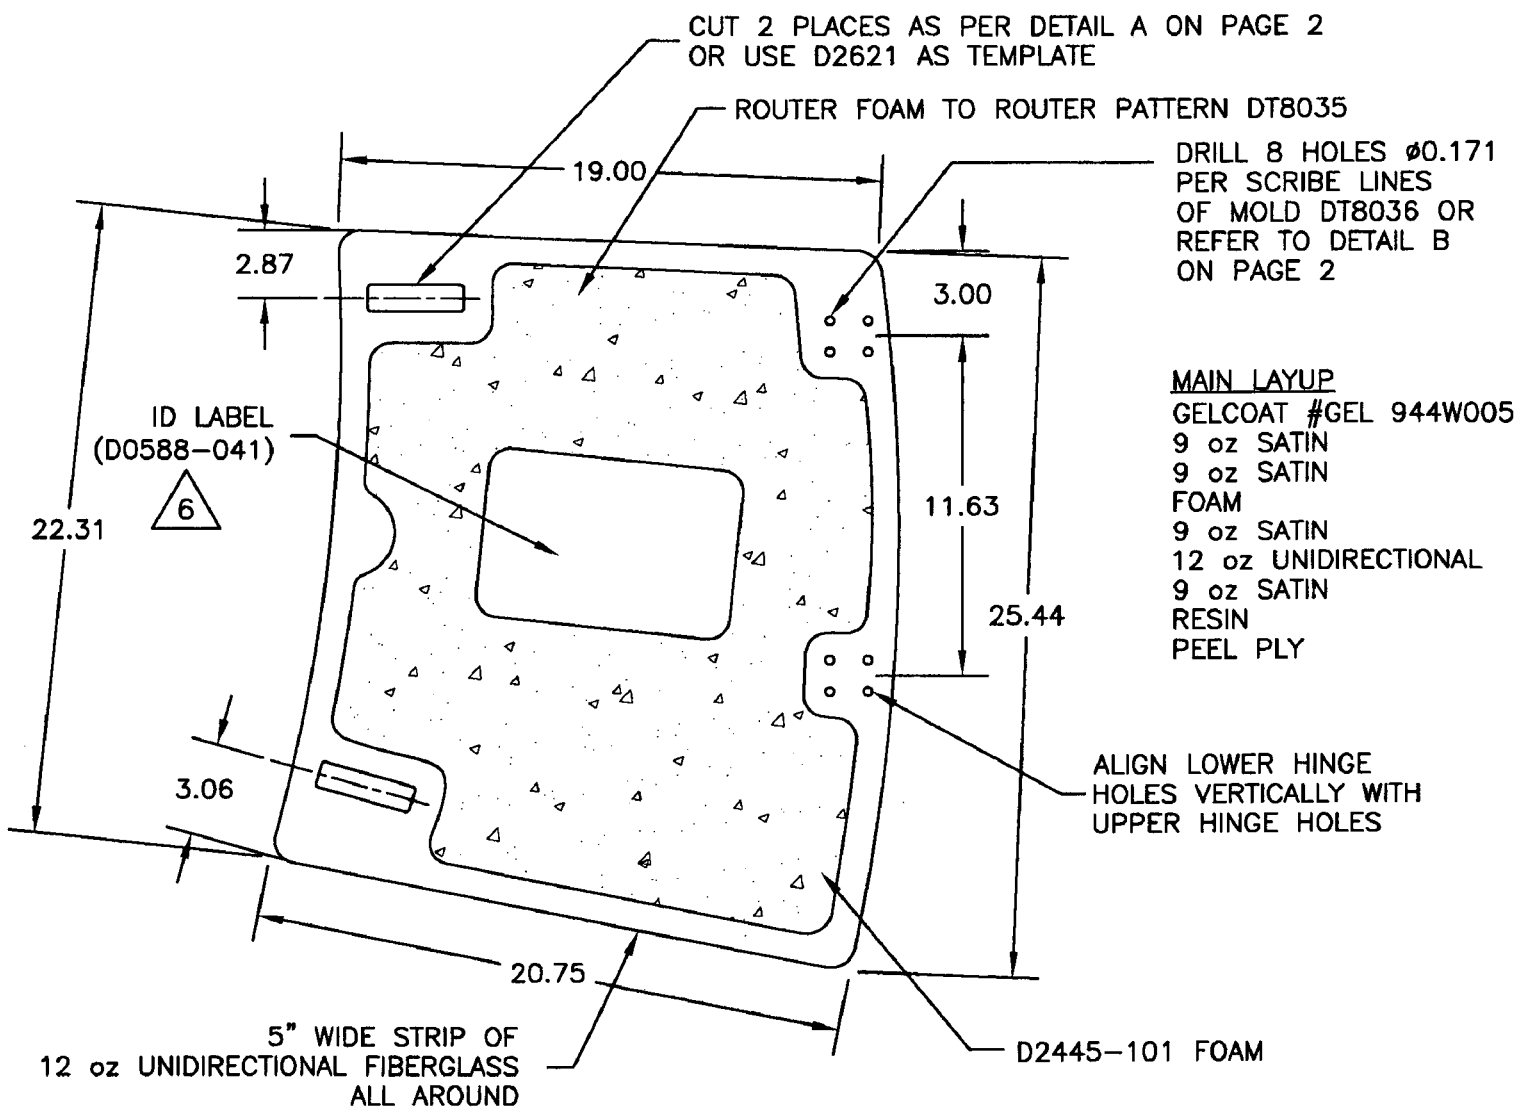 CUT 2 PLACES AS PER DETAIL A ON PAGE 2
OR USE D2621 AS TEMPLATE
ROUTER FOAM TO ROUTER PATTERN DT8035
DRILL 8 HOLES ø0.171
PER SCRIBE LINES
OF MOLD DT8036 OR
REFER TO DETAIL B
ON PAGE 2
19.00
2.87
3.00
MAIN LAYUP
GELCOAT #GEL 944W005
9 oz SATIN
9 oz SATIN
FOAM
9 oz SATIN
12 oz UNIDIRECTIONAL
9 oz SATIN
RESIN
PEEL PLY
ID LABEL
(D0588-041)
6
22.31
11.63
25.44
3.06
ALIGN LOWER HINGE
HOLES VERTICALLY WITH
UPPER HINGE HOLES
20.75
5" WIDE STRIP OF
12 oz UNIDIRECTIONAL FIBERGLASS
ALL AROUND
D2445-101 FOAM